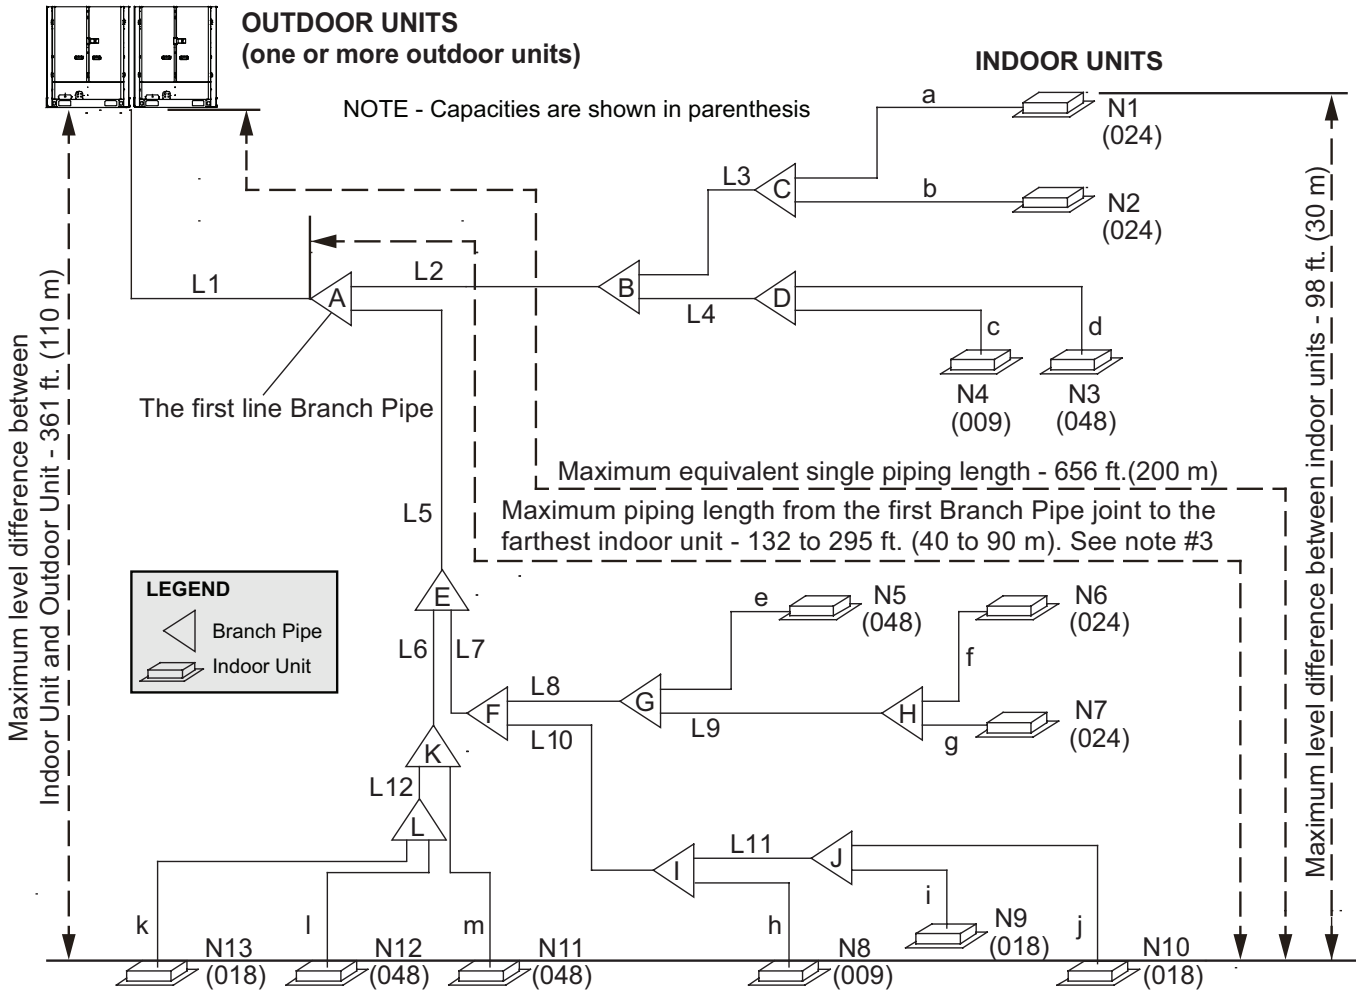 OUTDOOR UNITS
(one or more outdoor units)
INDOOR UNITS
NOTE - Capacities are shown in parenthesis
a
N1
(024)
L3
C
b
N2
(024)
L1
A
L2
B
L4
D
c
d
N4
(009)
N3
(048)
The first line Branch Pipe
Maximum equivalent single piping length - 656 ft.(200 m)
Maximum piping length from the first Branch Pipe joint to the
farthest indoor unit - 132 to 295 ft. (40 to 90 m). See note #3
L5
LEGEND
Branch Pipe
Indoor Unit
E
e
N5
(048)
N6
(024)
f
L6
L7
L8
G
F
L9
H
L10
g
N7
(024)
K
L12
L
L11
J
I
i
k
l
m
h
j
N13
(018)
N12
(048)
N11
(048)
N8
(009)
N9
(018)
N10
(018)
Maximum level difference between
Indoor Unit and Outdoor Unit - 361 ft. (110 m)
Maximum level difference between indoor units - 98 ft. (30 m)